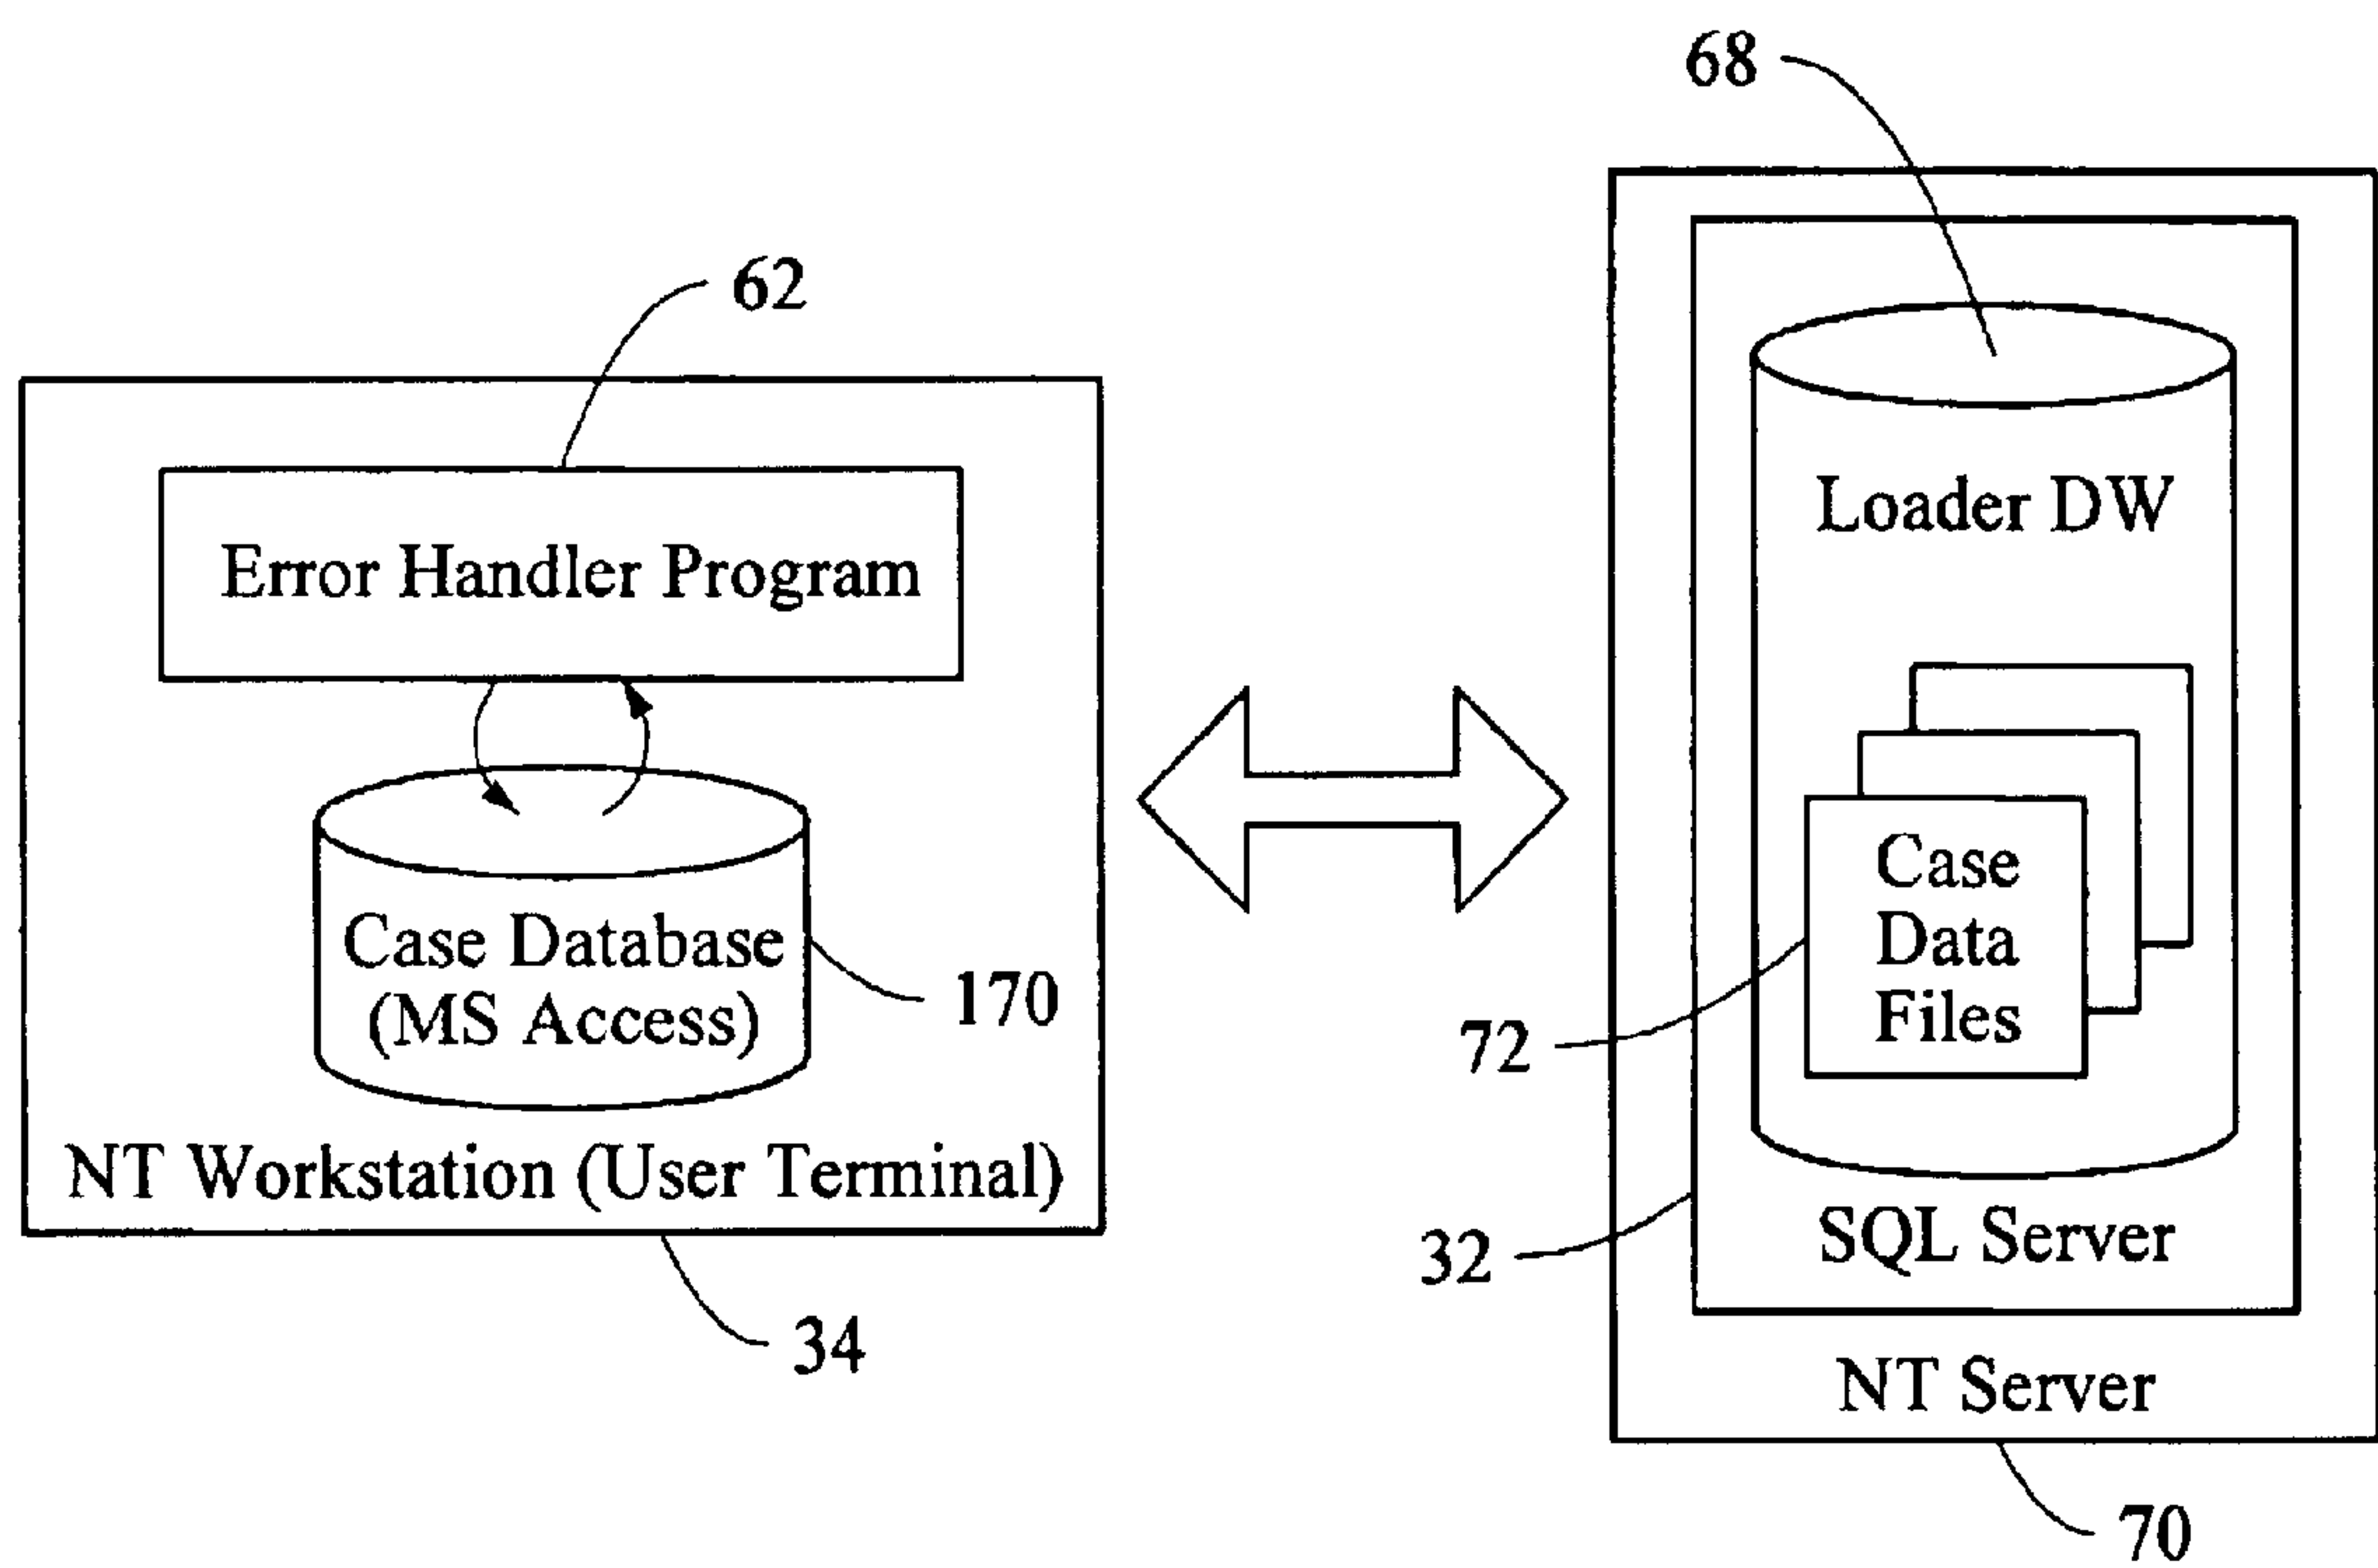 68
62
Error Handler Program
Case Database
(MS Access)
170
NT Workstation (User Terminal)
34
Loader DW
Case
Data
Files
72
32
SQL Server
NT Server
70